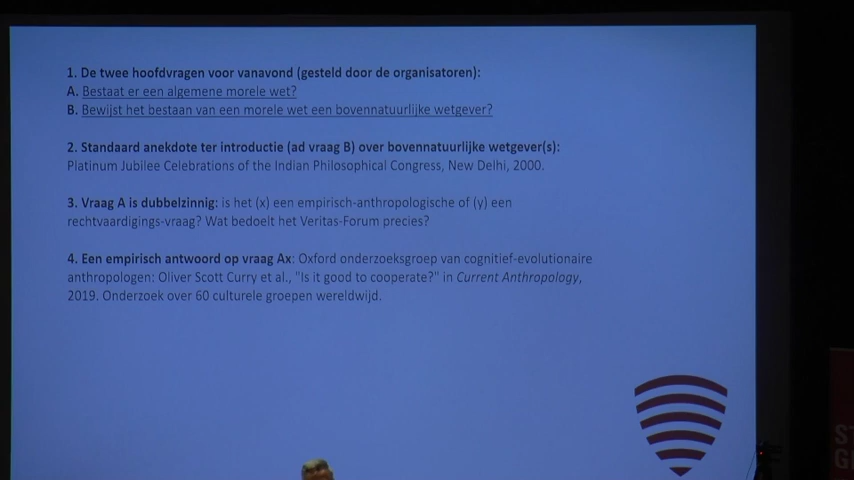 1. De twee hoofdvragen voor vanavond (gesteld door de organisatoren):
A. Bestaat er een algemene morele wet?
B. Bewijst het bestaan van een morele wet een bovennatuurlijke wetgever?
2. Standaard anekdote ter introductie (ad vraag B) over bovennatuurlijke wetgever(s):
Platinum Jubilee Celebrations of the Indian Philosophical Congress, New Delhi, 2000.
3. Vraag A is dubbelzinnig: is het (x) een empirisch-anthropologische of (y) een
rechtvaardigings-vraag? Wat bedoelt het Veritas-Forum precies?
4. Een empirisch antwoord op vraag Ax: Oxford onderzoeksgroep van cognitief-evolutionaire
anthropologen: Oliver Scott Curry et al., "Is it good to cooperate?" in Current Anthropology,
2019. Onderzoek over 60 culturele groepen wereldwijd.